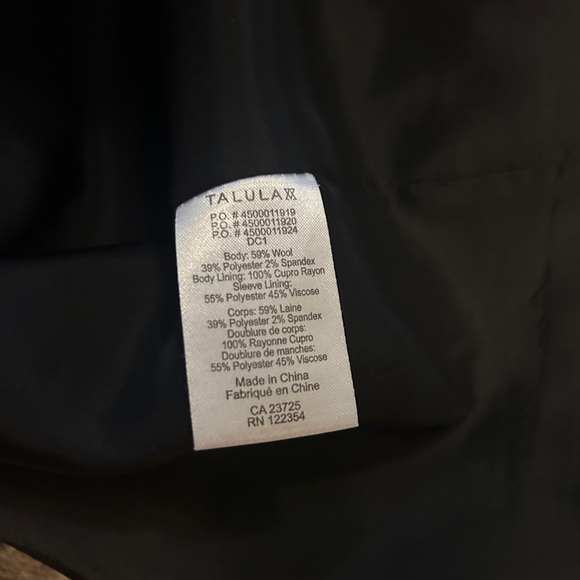 TALULA
P.O. # 4500011919
P.O. # 4500011920
P.O. # 4500011924
DC1
Body: 59% Wool
39% Polyester 2% Spandex
Body Lining: 100% Cupro Rayon
Sleeve Lining:
55% Polyester 45% Viscose
Corps: 59% Laine
39% Polyester 2% Spandex
Doublure de corps:
100% Rayonne Cupro
Doublure de manches:
55% Polyester 45% Viscose
Made in China
Fabriqué en Chine
CA 23725
RN 122354